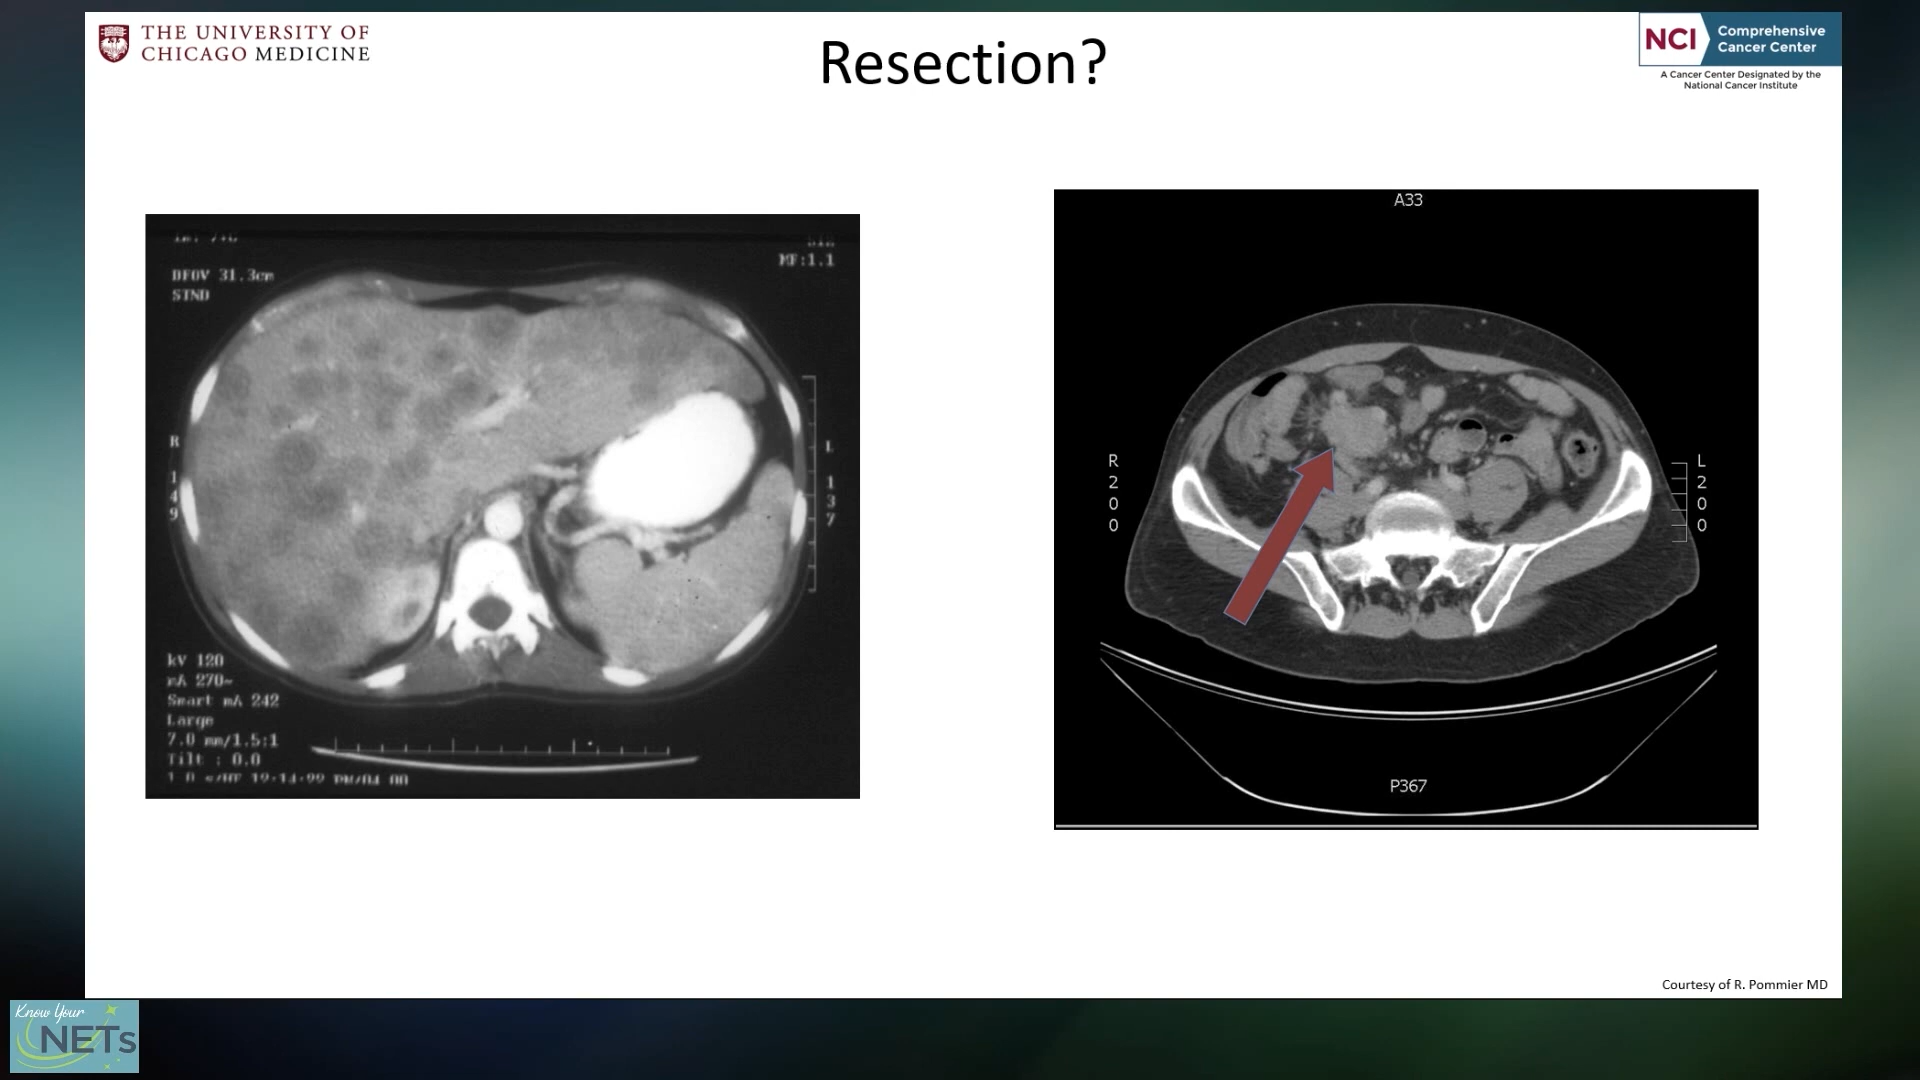 THE UNIVERSITY OF
CHICAGO MEDICINE
Resection?
NCI
Comprehensive
Cancer Center
A Cancer Center Designated by the
National Cancer Institute
DFOV 31.3cm
STND
MF:1.1
R
1
4
9
L
1
3
7
kV 120
mA 270~
Smart mA 242
Large
7.0 mm/1.5:1
Tilt : 0.0
A33
R
2
0
0
L
2
0
0
P367
Courtesy of R. Pommier MD
Know Your
NETs